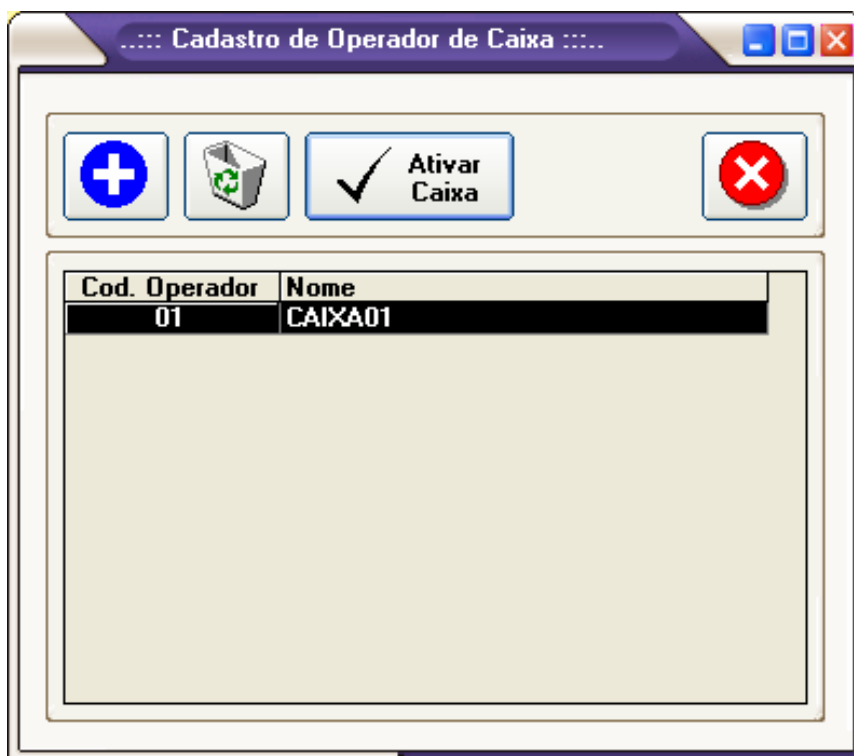 ..::: Cadastro de Operador de Caixa :::..
Ativar
Caixa
Cod. Operador Nome
01 CAIXA01